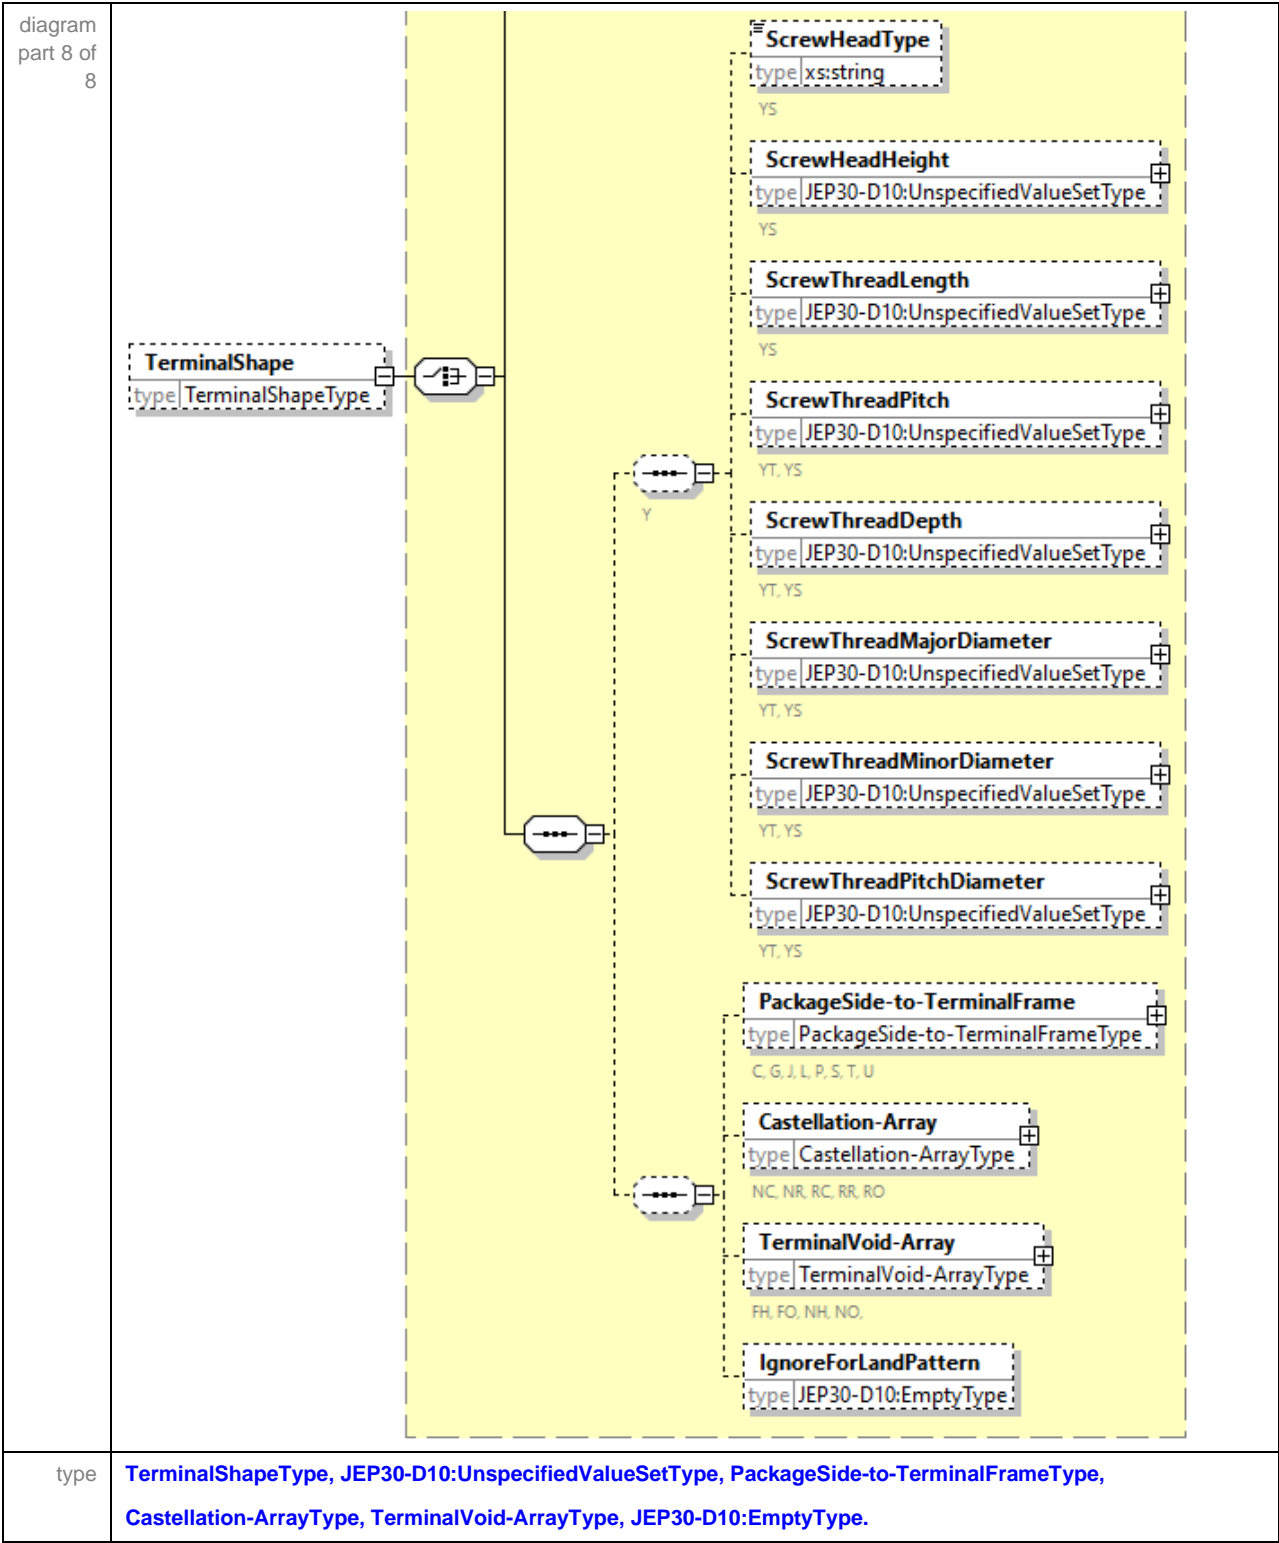 diagram
part 8 of
8
TerminalShape
type TerminalShapeType
ScrewHeadType
type xs:string
YS
ScrewHeadHeight
type JEP30-D10:UnspecifiedValueSetType
YS
ScrewThreadLength
type JEP30-D10:UnspecifiedValueSetType
YS
ScrewThreadPitch
type JEP30-D10:UnspecifiedValueSetType
YT, YS
Y
ScrewThreadDepth
type JEP30-D10:UnspecifiedValueSetType
YT, YS
ScrewThreadMajorDiameter
type JEP30-D10:UnspecifiedValueSetType
YT, YS
ScrewThreadMinorDiameter
type JEP30-D10:UnspecifiedValueSetType
YT, YS
ScrewThreadPitchDiameter
type JEP30-D10:UnspecifiedValueSetType
YT, YS
PackageSide-to-TerminalFrame
type PackageSide-to-TerminalFrameType
C, G, J, L, P, S, T, U
Castellation-Array
type Castellation-ArrayType
NC, NR, RC, RR, RO
TerminalVoid-Array
type TerminalVoid-ArrayType
FH, FO, NH, NO,
IgnoreForLandPattern
type JEP30-D10:EmptyType
type
TerminalShapeType, JEP30-D10:UnspecifiedValueSetType, PackageSide-to-TerminalFrameType,
Castellation-ArrayType, TerminalVoid-ArrayType, JEP30-D10:EmptyType.